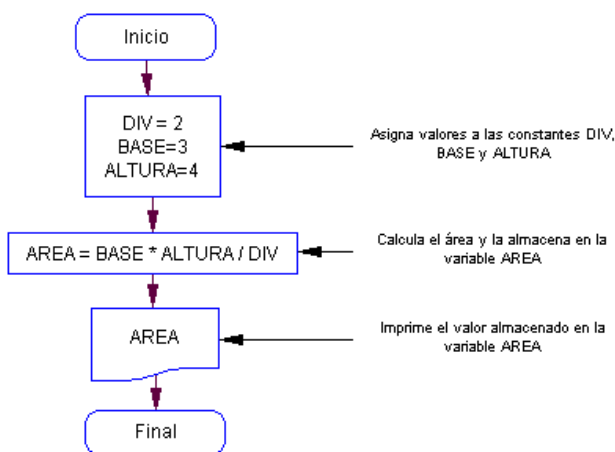 Inicio
DIV = 2
BASE=3
ALTURA=4
Asigna valores a las constantes DIV,
BASE y ALTURA
AREA = BASE * ALTURA / DIV
Calcula el área y la almacena en la
variable AREA
AREA
Imprime el valor almacenado en la
variable AREA
Final